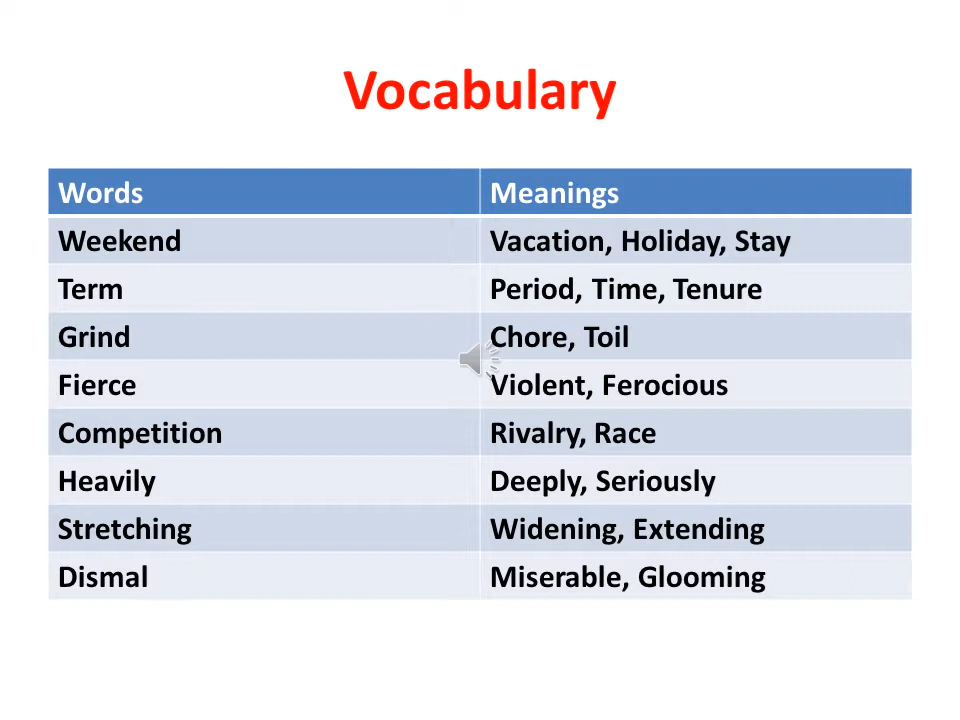 Vocabulary
Words Meanings
Weekend Vacation, Holiday, Stay
Term Period, Time, Tenure
Grind Chore, Toil
Fierce Violent, Ferocious
Competition Rivalry, Race
Heavily Deeply, Seriously
Stretching Widening, Extending
Dismal Miserable, Glooming